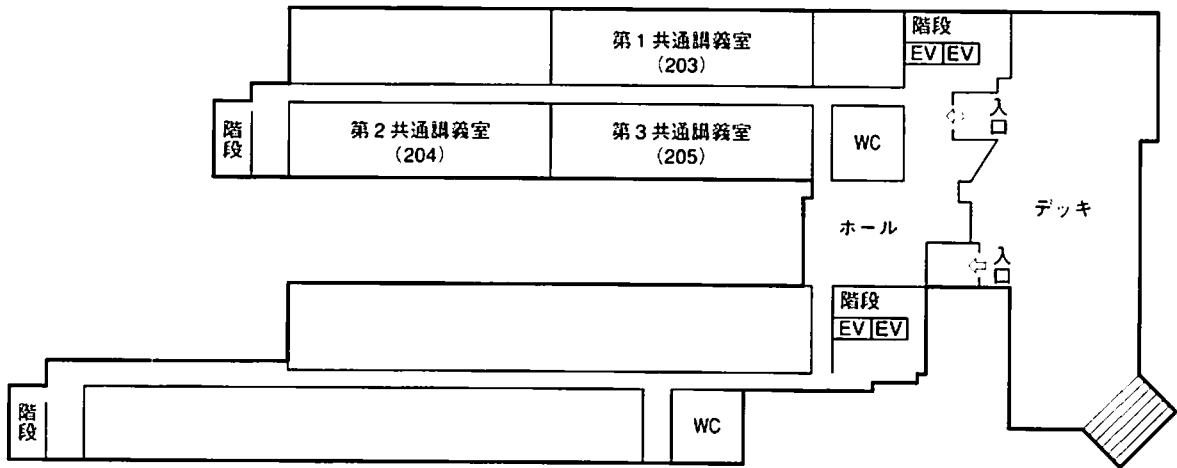 階段
EV EV
第1共通講義室
(203)
入口
階段
第2共通講義室
(204)
第3共通講義室
(205)
WC
デッキ
ホール
入口
階段
EV EV
階段
WC